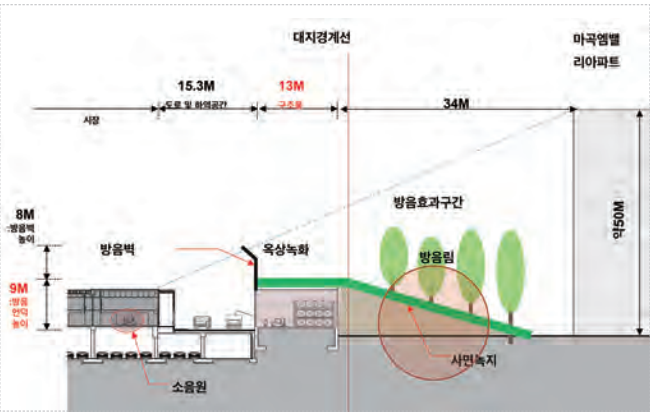 대지경계선
마곡엠밸
리아파트
15.3M
도로 및 하역공간
13M
구조물
34M
시장
방음효과구간
약50M
8M
:방음벽
높이
방음벽
옥상녹화
방음림
9M
:방음
언덕
높이
사면녹지
소음원